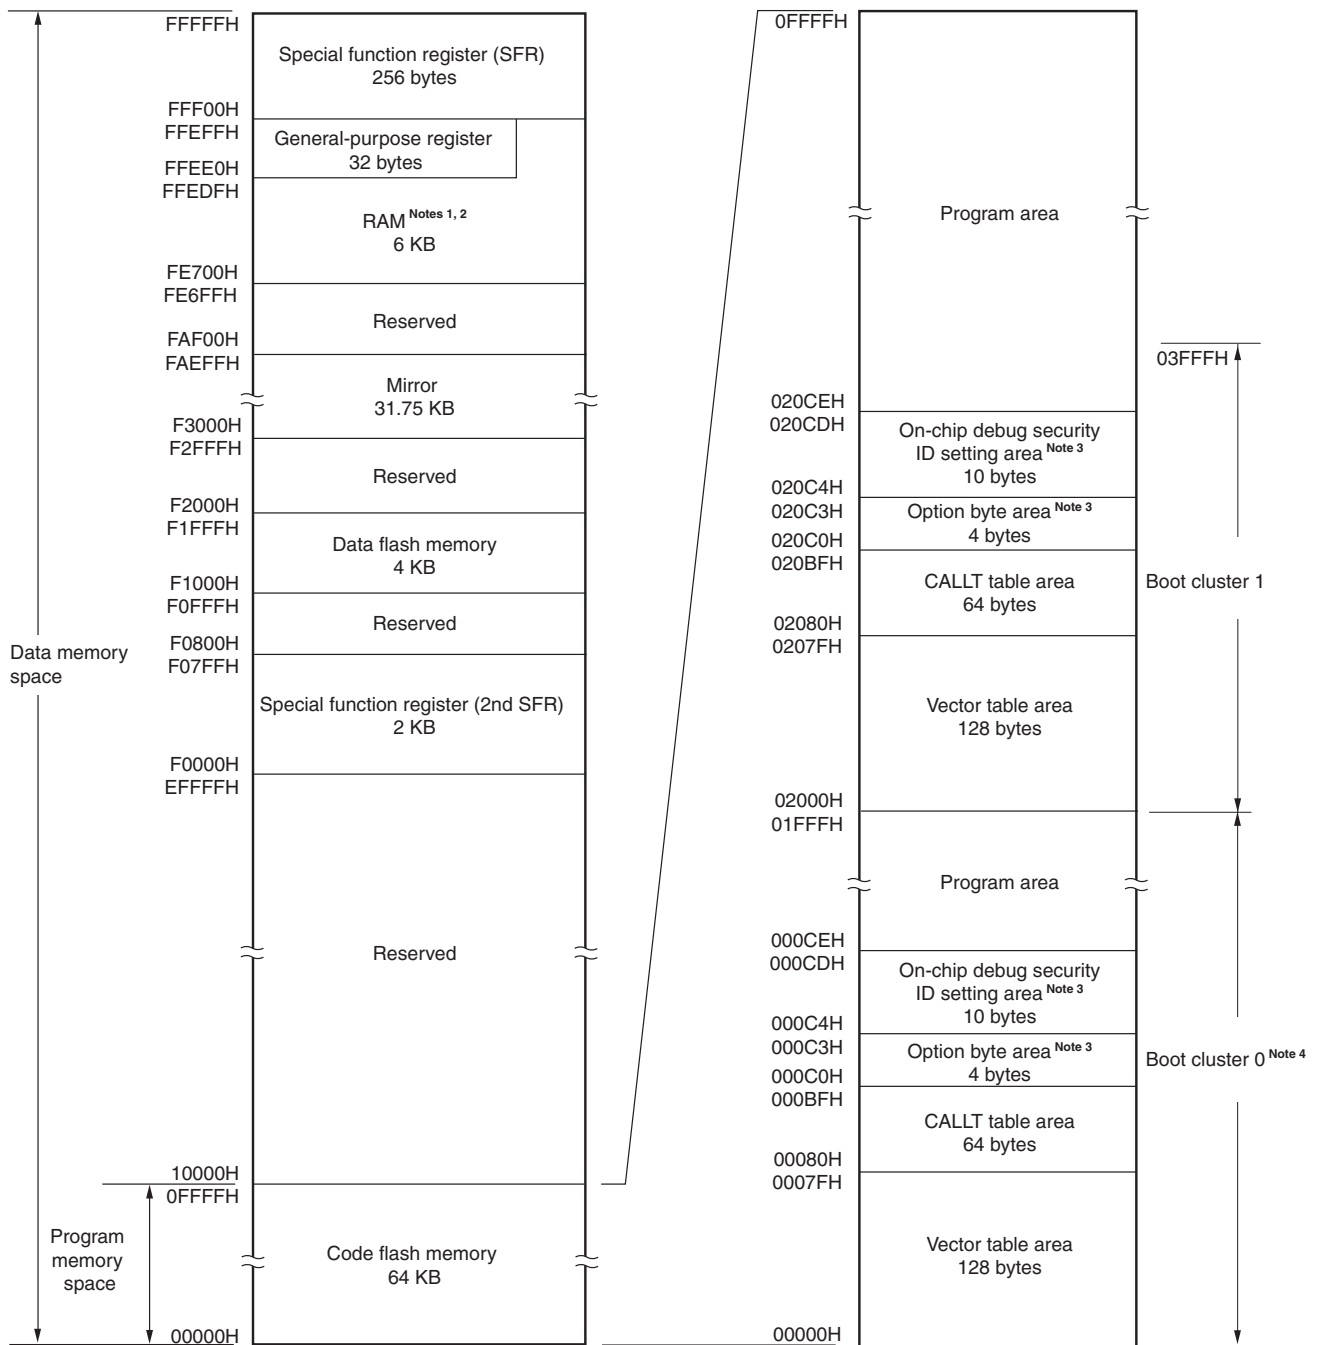 FFFFFH
Special function register (SFR)
256 bytes
FFF00H
FFEFFH
General-purpose register
32 bytes
FFEE0H
FFEDFH
RAM Notes 1, 2
6 KB
FE700H
FE6FFH
Reserved
FAF00H
FAEFFH
Mirror
31.75 KB
F3000H
F2FFFH
Reserved
F2000H
F1FFFH
Data flash memory
4 KB
F1000H
F0FFFH
Reserved
F0800H
F07FFH
Special function register (2nd SFR)
2 KB
F0000H
EFFFFH
Reserved
10000H
0FFFFH
Code flash memory
64 KB
00000H
Data memory
space
Program
memory
space
0FFFFH
Program area
03FFFH
020CEH
020CDH
On-chip debug security
ID setting area Note 3
10 bytes
020C4H
020C3H
Option byte area Note 3
4 bytes
020C0H
020BFH
CALLT table area
64 bytes
02080H
0207FH
Vector table area
128 bytes
02000H
01FFFH
Boot cluster 1
Program area
000CEH
000CDH
On-chip debug security
ID setting area Note 3
10 bytes
000C4H
000C3H
Option byte area Note 3
4 bytes
000C0H
000BFH
CALLT table area
64 bytes
00080H
0007FH
Vector table area
128 bytes
00000H
Boot cluster 0 Note 4